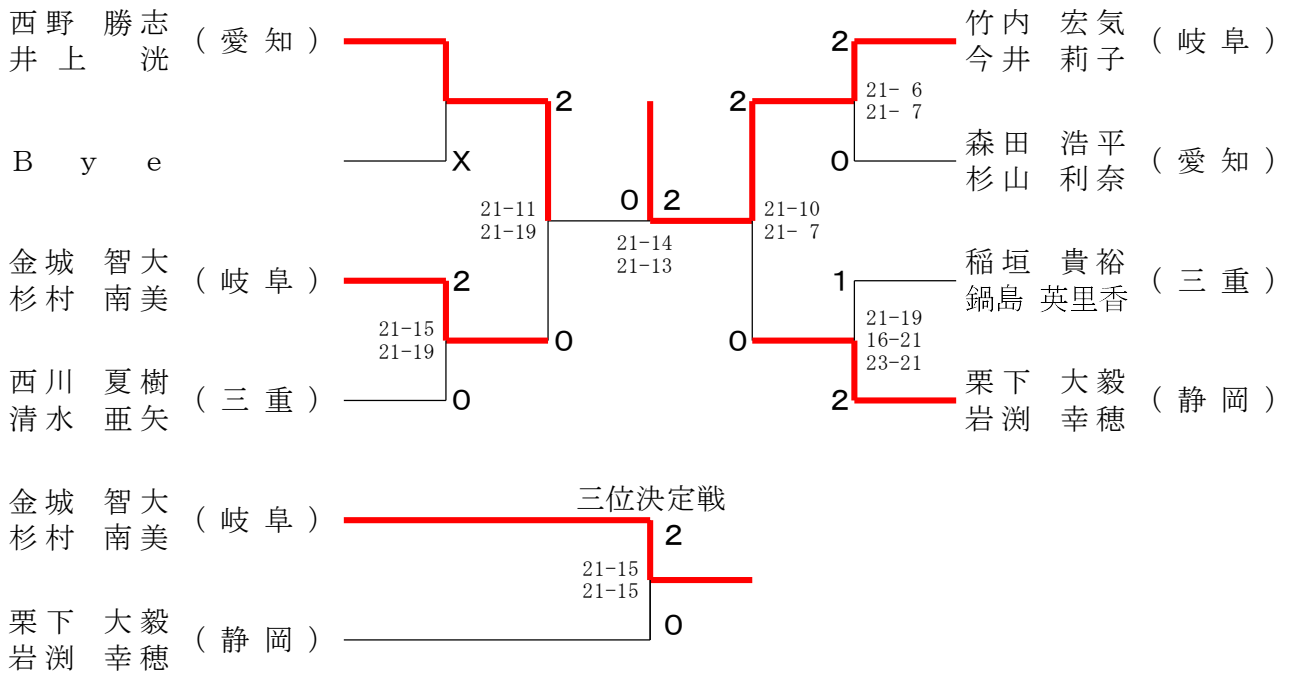 西野 勝志
井上 洸
(愛知)
Bye
X
2
21-11
21-19
金城 智大
杉村 南美
(岐阜)
2
21-15
21-19
0
西川 夏樹
清水 亜矢
(三重)
0
0 2
21-14
21-13
竹内 宏気
今井 莉子
(岐阜)
2
2
21- 6
21- 7
森田 浩平
杉山 利奈
(愛知)
0
21-10
21- 7
稲垣 貴裕
鍋島 英里香
(三重)
1
0
21-19
16-21
23-21
栗下 大毅
岩渕 幸穂
(静岡)
2
三位決定戦
金城 智大
杉村 南美
(岐阜)
2
21-15
21-15
栗下 大毅
岩渕 幸穂
(静岡)
0